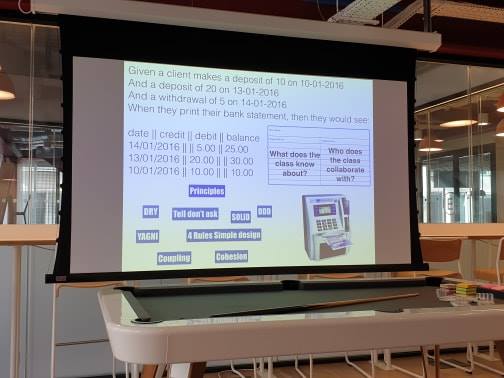 Given a client makes a deposit of 10 on 10-01-2016
And a deposit of 20 on 13-01-2016
And a withdrawal of 5 on 14-01-2016
When they print their bank statement, then they would see:
date || credit || debit || balance
14/01/2016 || || 5.00 || 25.00
13/01/2016 || 20.00 || || 30.00
10/01/2016 || 10.00 || || 10.00
What does the
class know
about?
Who does
the class
collaborate
with?
Principles
DRY
Tell don't ask
SOLID
DDD
YAGNI
4 Rules Simple design
Coupling
Cohesion